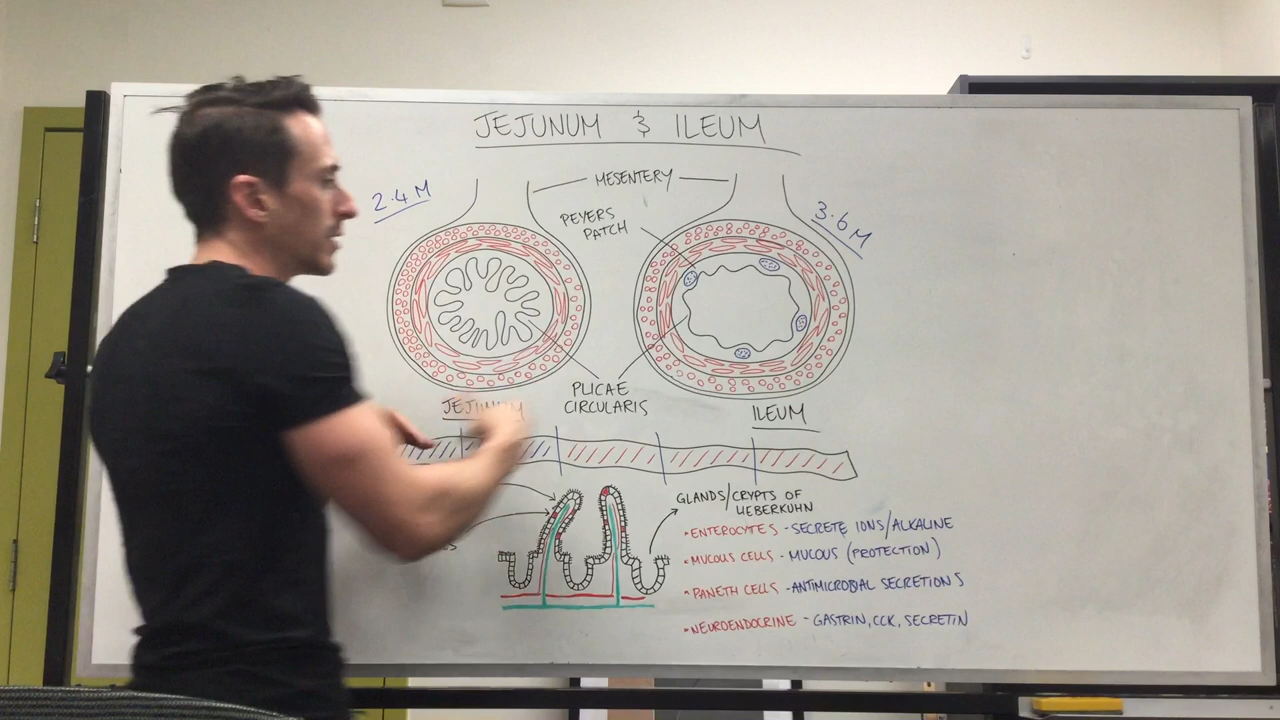 JEJUNUM & ILEUM
2.4 M
MESENTERY
3.6 M
PEYERS
PATCH
PLICAE
CIRCULARIS
JEJUNUM
ILEUM
GLANDS/CRYPTS OF
LIEBERKUHN
• ENTEROCYTES - SECRETE IONS/ALKALINE
• MUCOUS CELLS - MUCOUS (PROTECTION)
• PANETH CELLS - ANTIMICROBIAL SECRETIONS
• NEUROENDOCRINE - GASTRIN, CCK, SECRETIN